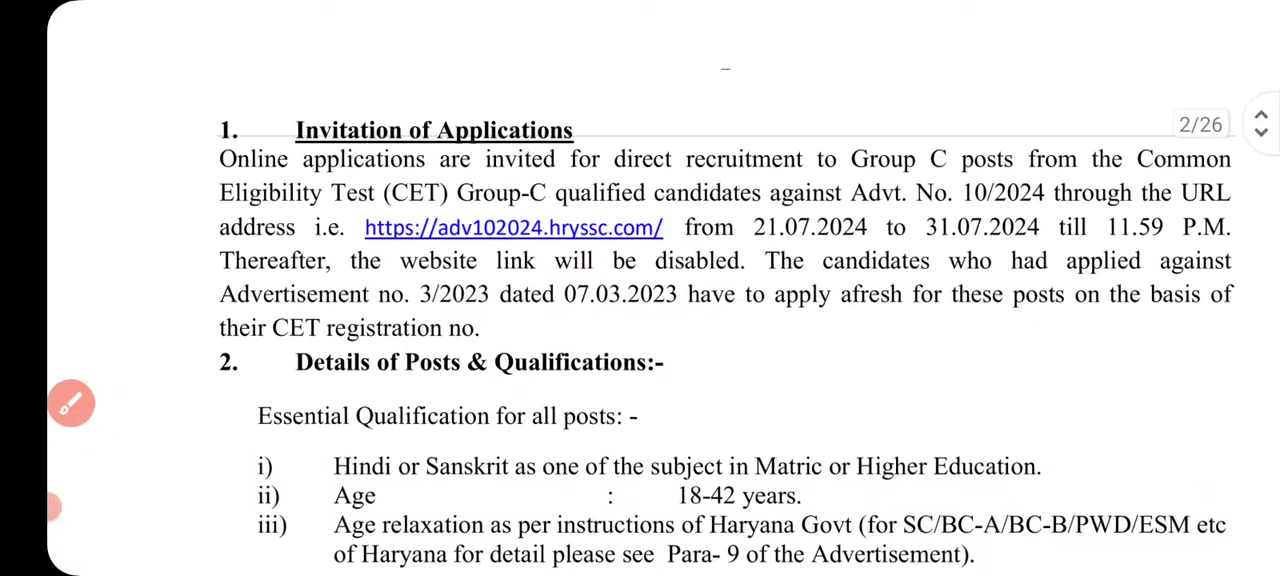 –
1. Invitation of Applications
2/26
Online applications are invited for direct recruitment to Group C posts from the Common
Eligibility Test (CET) Group-C qualified candidates against Advt. No. 10/2024 through the URL
address i.e. https://adv102024.hryssc.com/ from 21.07.2024 to 31.07.2024 till 11.59 P.M.
Thereafter, the website link will be disabled. The candidates who had applied against
Advertisement no. 3/2023 dated 07.03.2023 have to apply afresh for these posts on the basis of
their CET registration no.
2. Details of Posts & Qualifications:-
Essential Qualification for all posts: -
i) Hindi or Sanskrit as one of the subject in Matric or Higher Education.
ii) Age : 18-42 years.
iii) Age relaxation as per instructions of Haryana Govt (for SC/BC-A/BC-B/PWD/ESM etc
of Haryana for detail please see Para- 9 of the Advertisement).